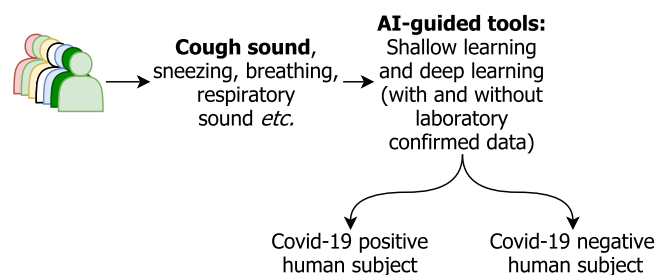 Cough sound,
sneezing, breathing,
respiratory
sound etc.
AI-guided tools:
Shallow learning
and deep learning
(with and without
laboratory
confirmed data)
Covid-19 positive
human subject
Covid-19 negative
human subject